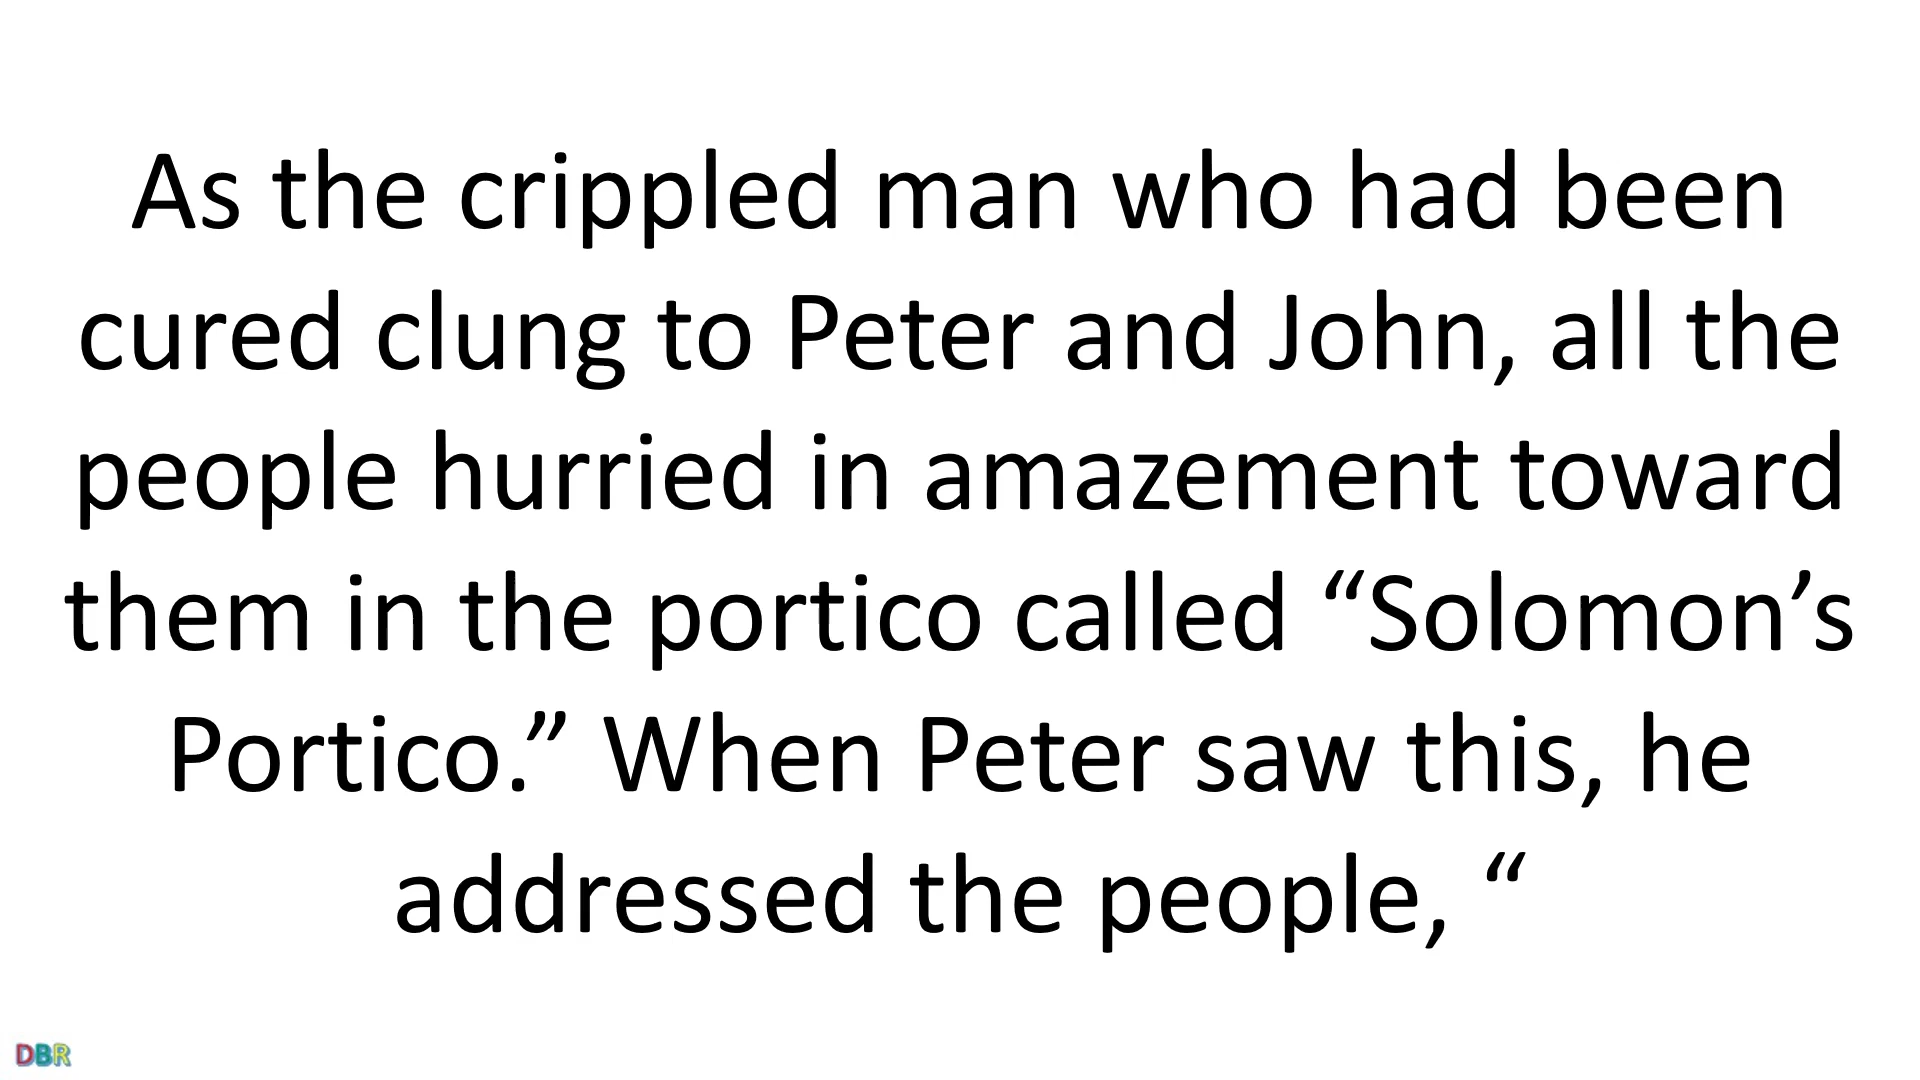 As the crippled man who had been
cured clung to Peter and John, all the
people hurried in amazement toward
them in the portico called “Solomon’s
Portico.” When Peter saw this, he
addressed the people, “
DBR